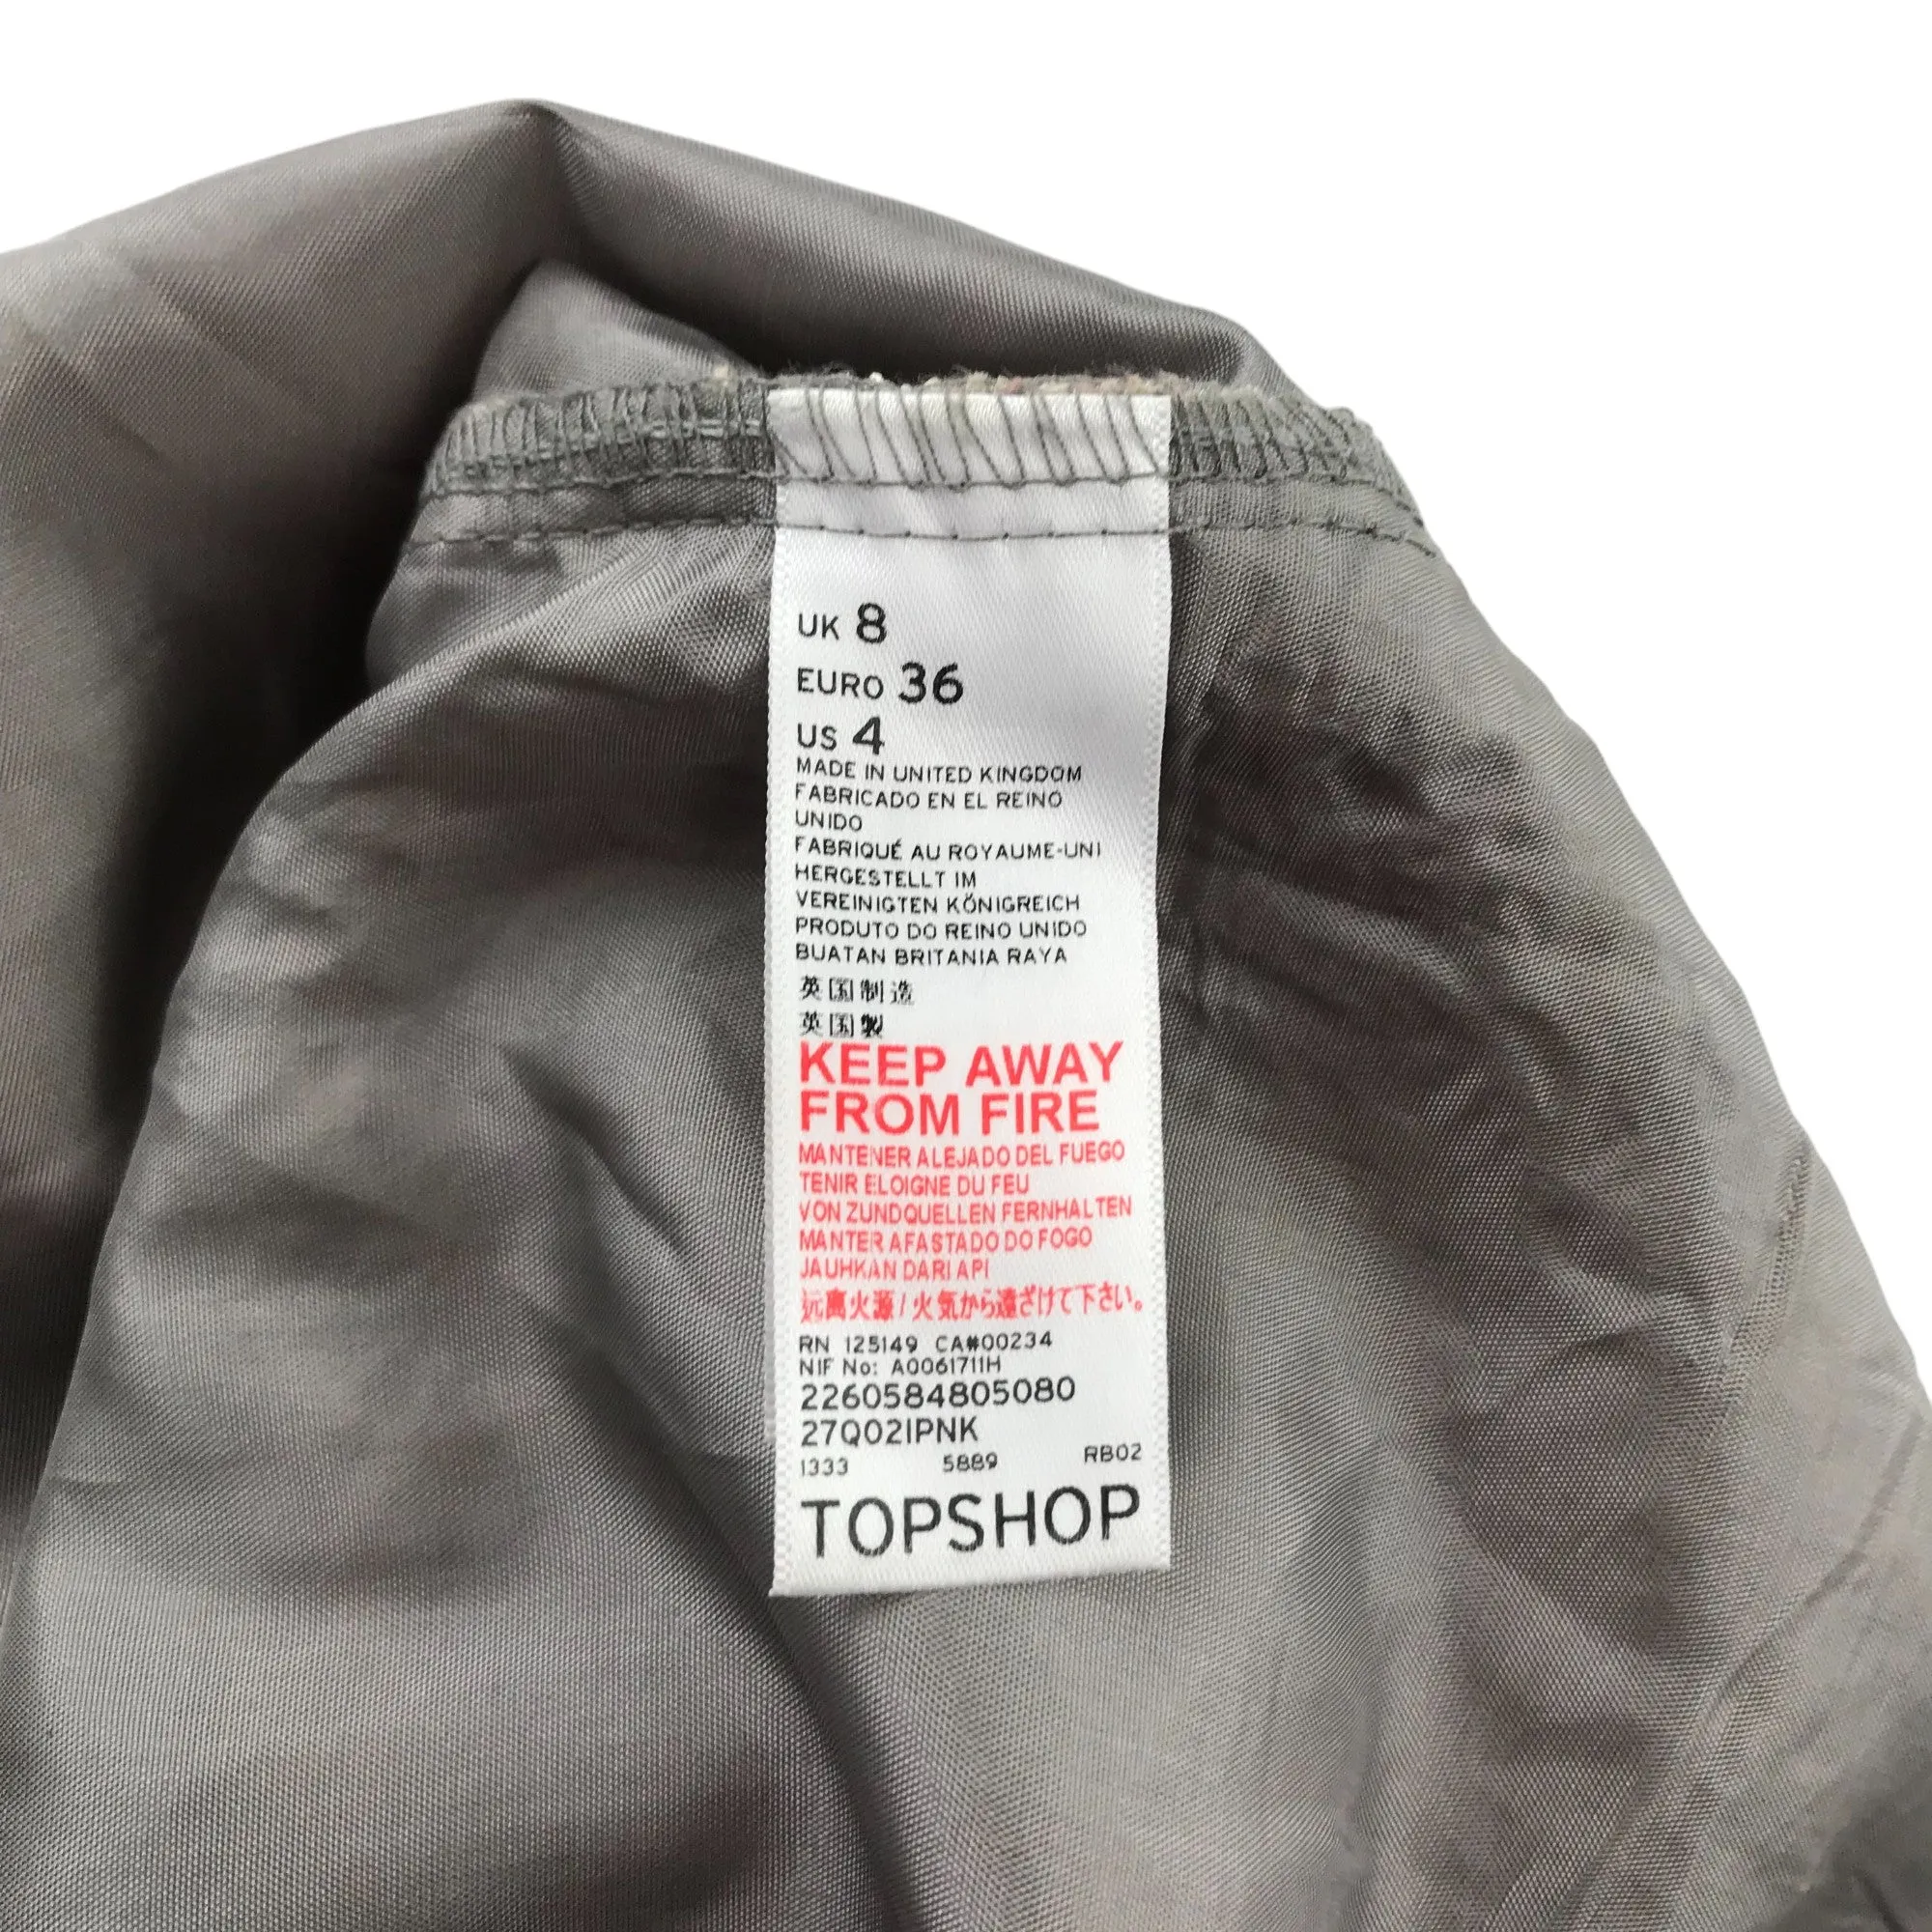 UK 8
EURO 36
US 4
MADE IN UNITED KINGDOM
FABRICADO EN EL REINO
UNIDO
FABRIQUÉ AU ROYAUME-UNI
HERGESTELLT IM
VEREINIGTEN KÖNIGREICH
PRODUTO DO REINO UNIDO
BUATAN BRITANIA RAYA
英国制造
英国製
KEEP AWAY
FROM FIRE
MANTENER ALEJADO DEL FUEGO
TENIR ELOIGNE DU FEU
VON ZUNDQUELLEN FERNHALTEN
MANTER AFASTADO DO FOGO
JAUHKAN DARI API
远离火源/火気から遠ざけて下さい。
RN 125149 CA#00234
NIF No: A0061711H
2260584805080
27Q02IPNK
1333 5889 RB02
TOPSHOP